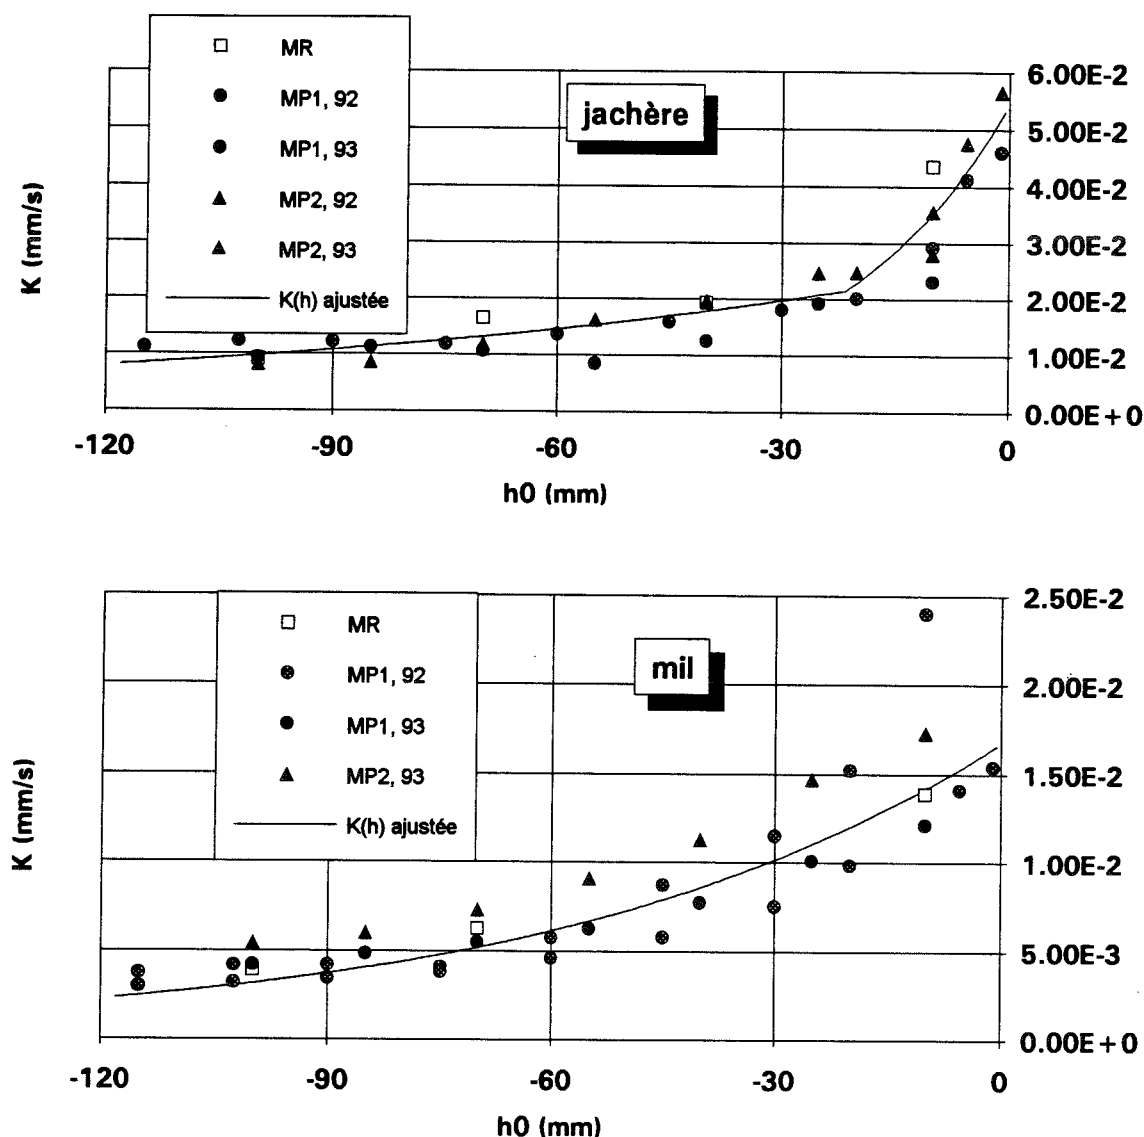 MR
MP1, 92
MP1, 93
MP2, 92
MP2, 93
K(h) ajustée
jachère
6.00E-2
5.00E-2
4.00E-2
3.00E-2
2.00E-2
1.00E-2
0.00E+0
K (mm/s)
-120
-90
-60
-30
0
h0 (mm)
MR
MP1, 92
MP1, 93
MP2, 93
K(h) ajustée
mil
2.50E-2
2.00E-2
1.50E-2
1.00E-2
5.00E-3
0.00E+0
K (mm/s)
-120
-90
-60
-30
0
h0 (mm)